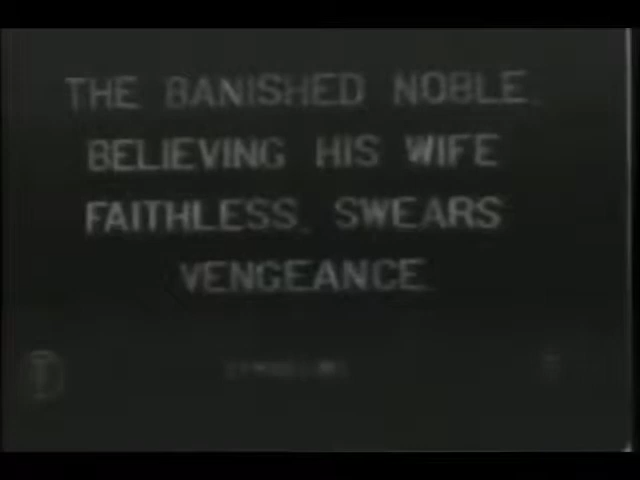 THE BANISHED NOBLE,
BELIEVING HIS WIFE
FAITHLESS, SWEARS
VENGEANCE.